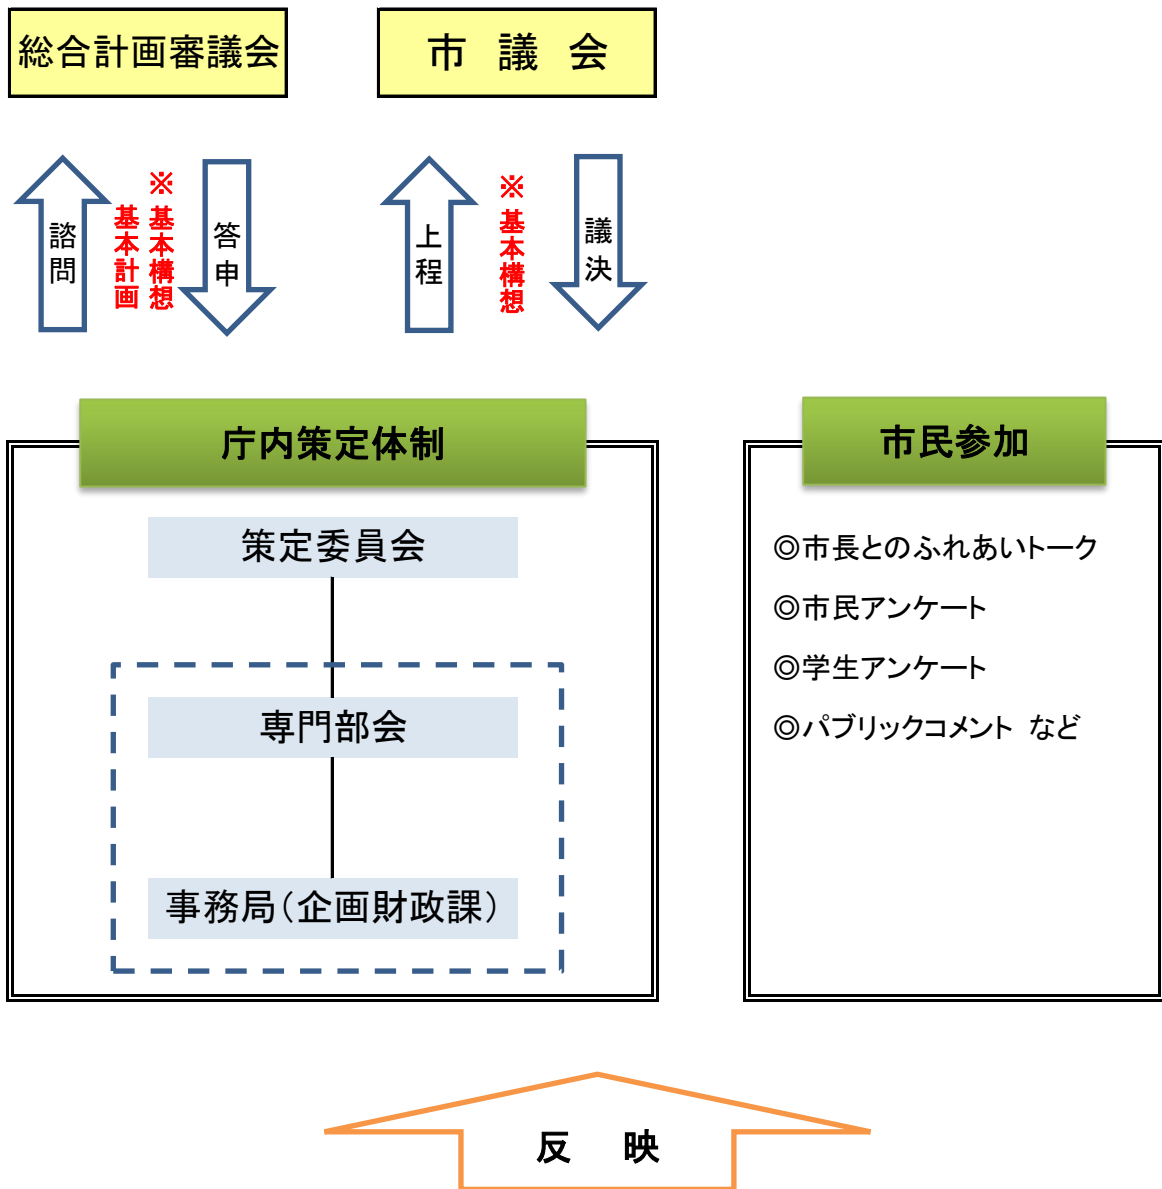 総合計画審議会
市　議　会
諮問
※基本構想
基本計画
答申
上程
※基本構想
議決
庁内策定体制
策定委員会
専門部会
事務局（企画財政課）
市民参加
◎市長とのふれあいトーク
◎市民アンケート
◎学生アンケート
◎パブリックコメント　など
反　映